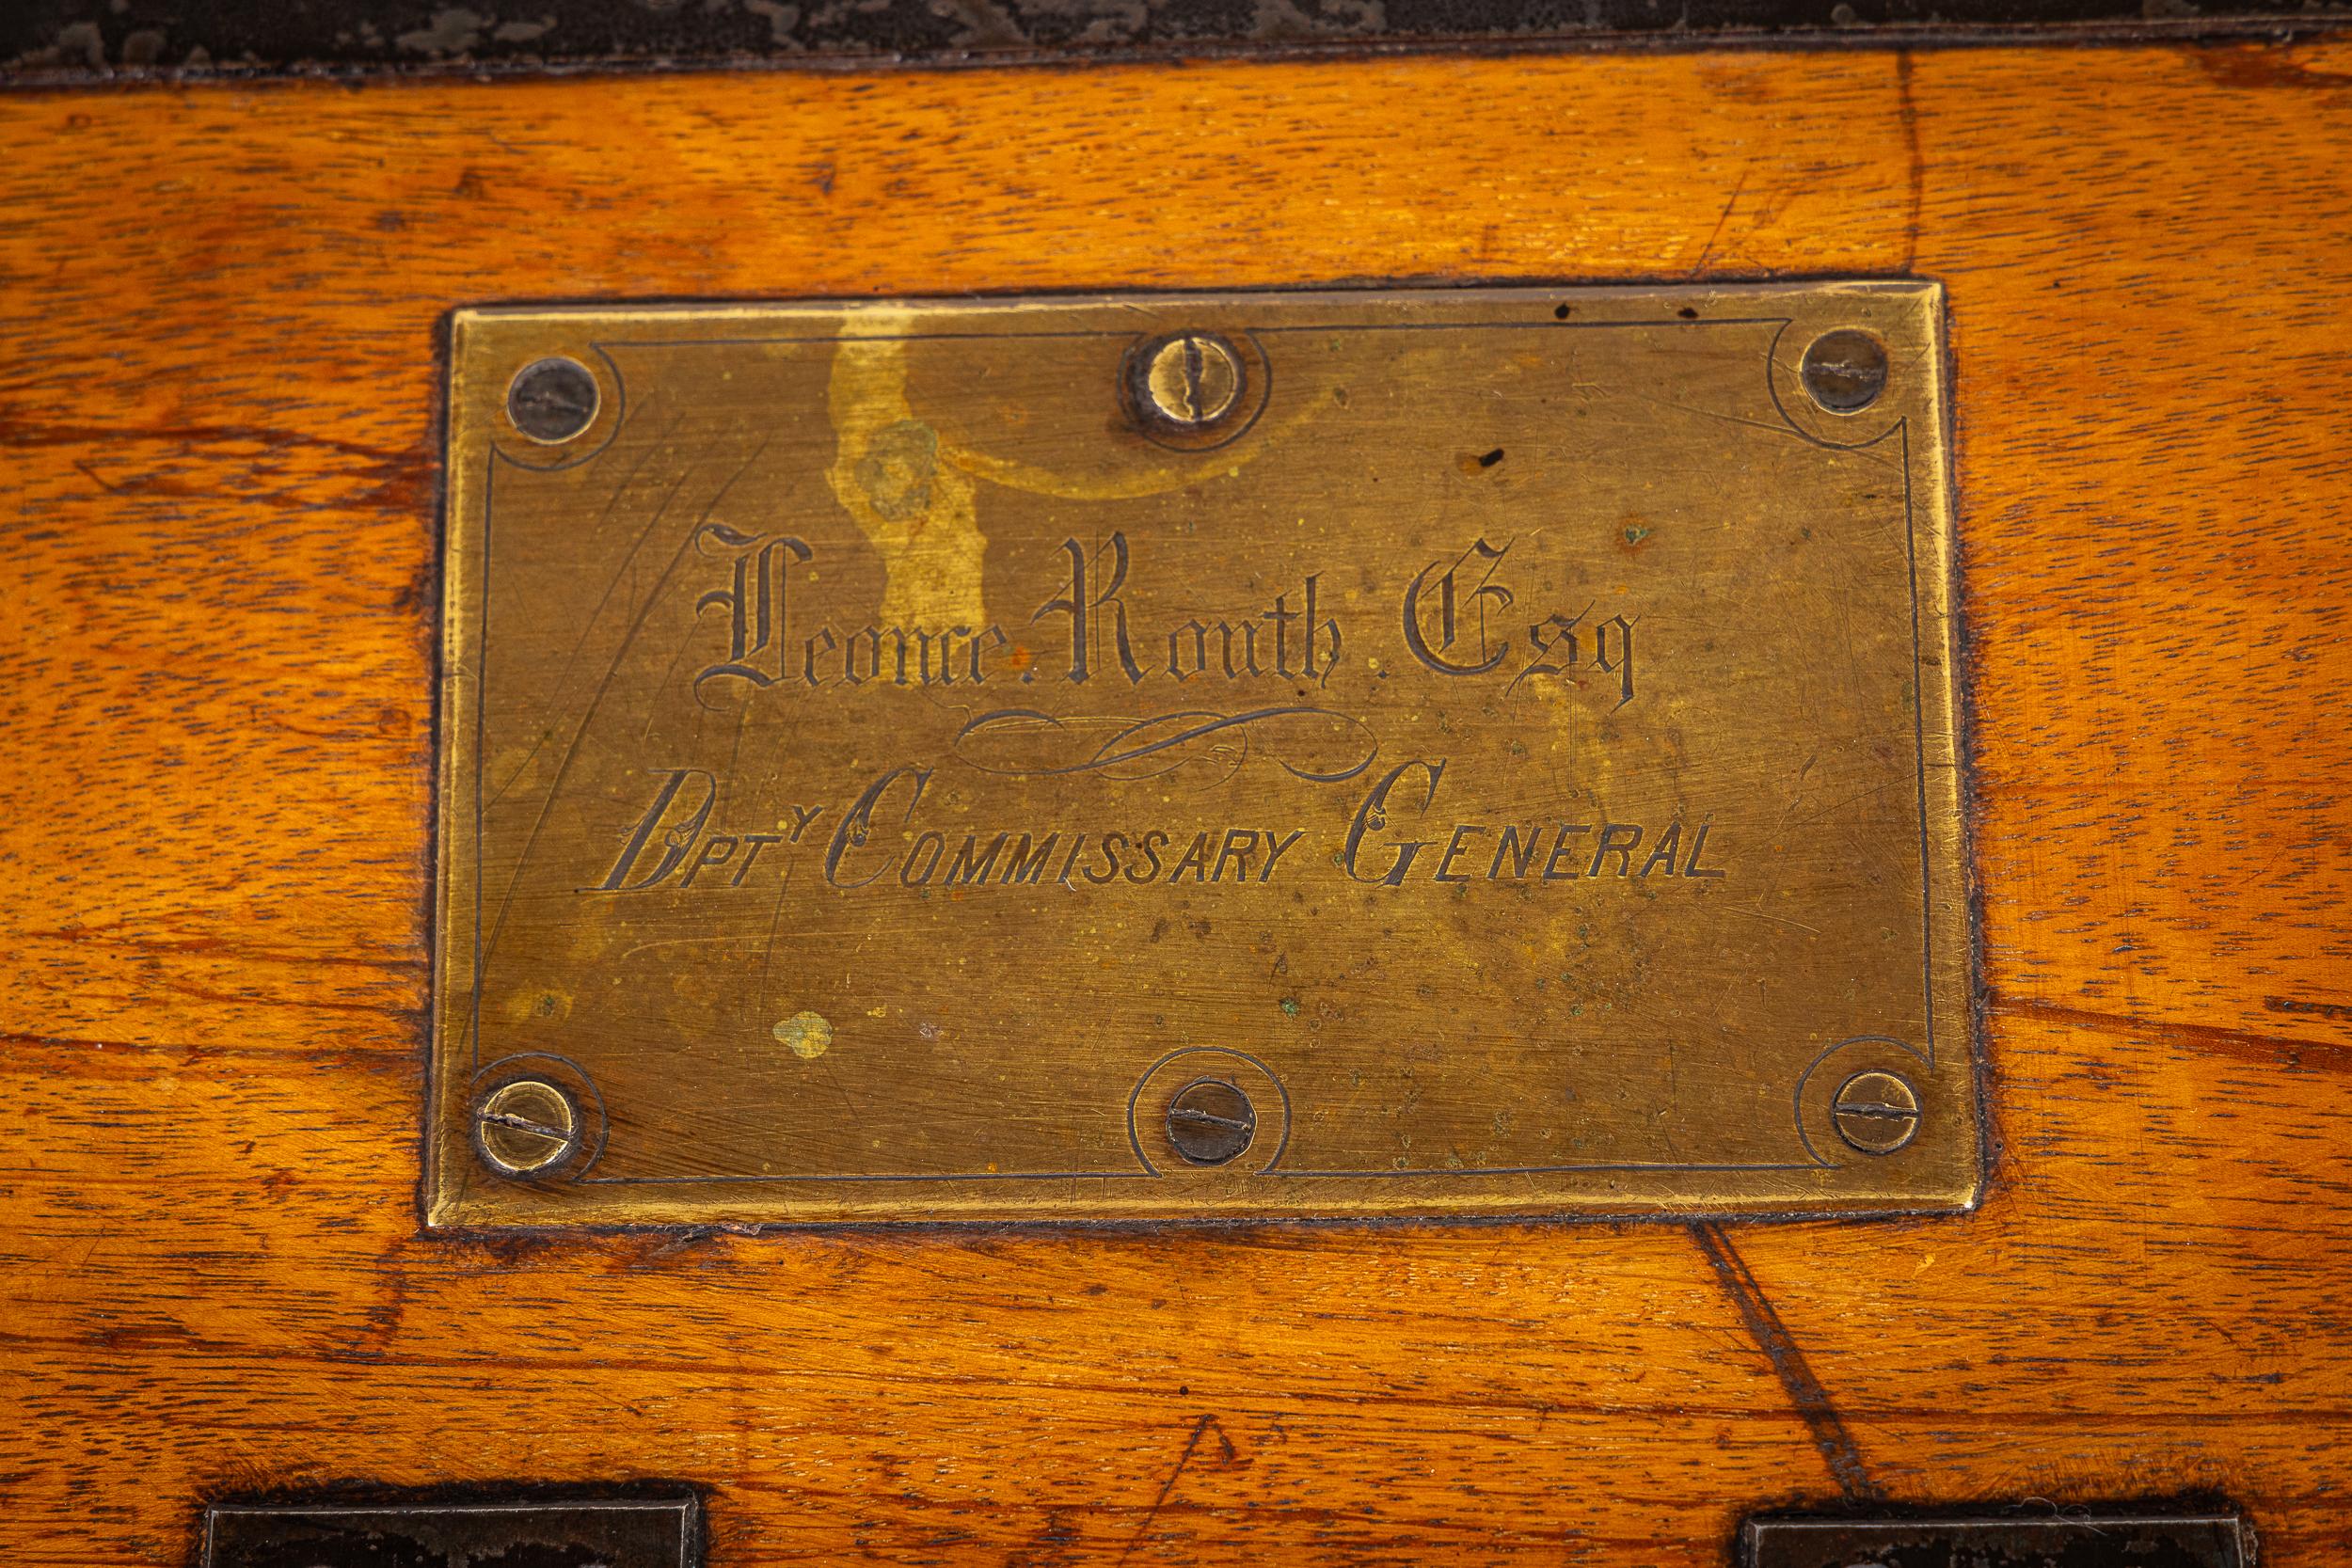 Leonce. Routh. Esq
DPTY COMMISSARY GENERAL